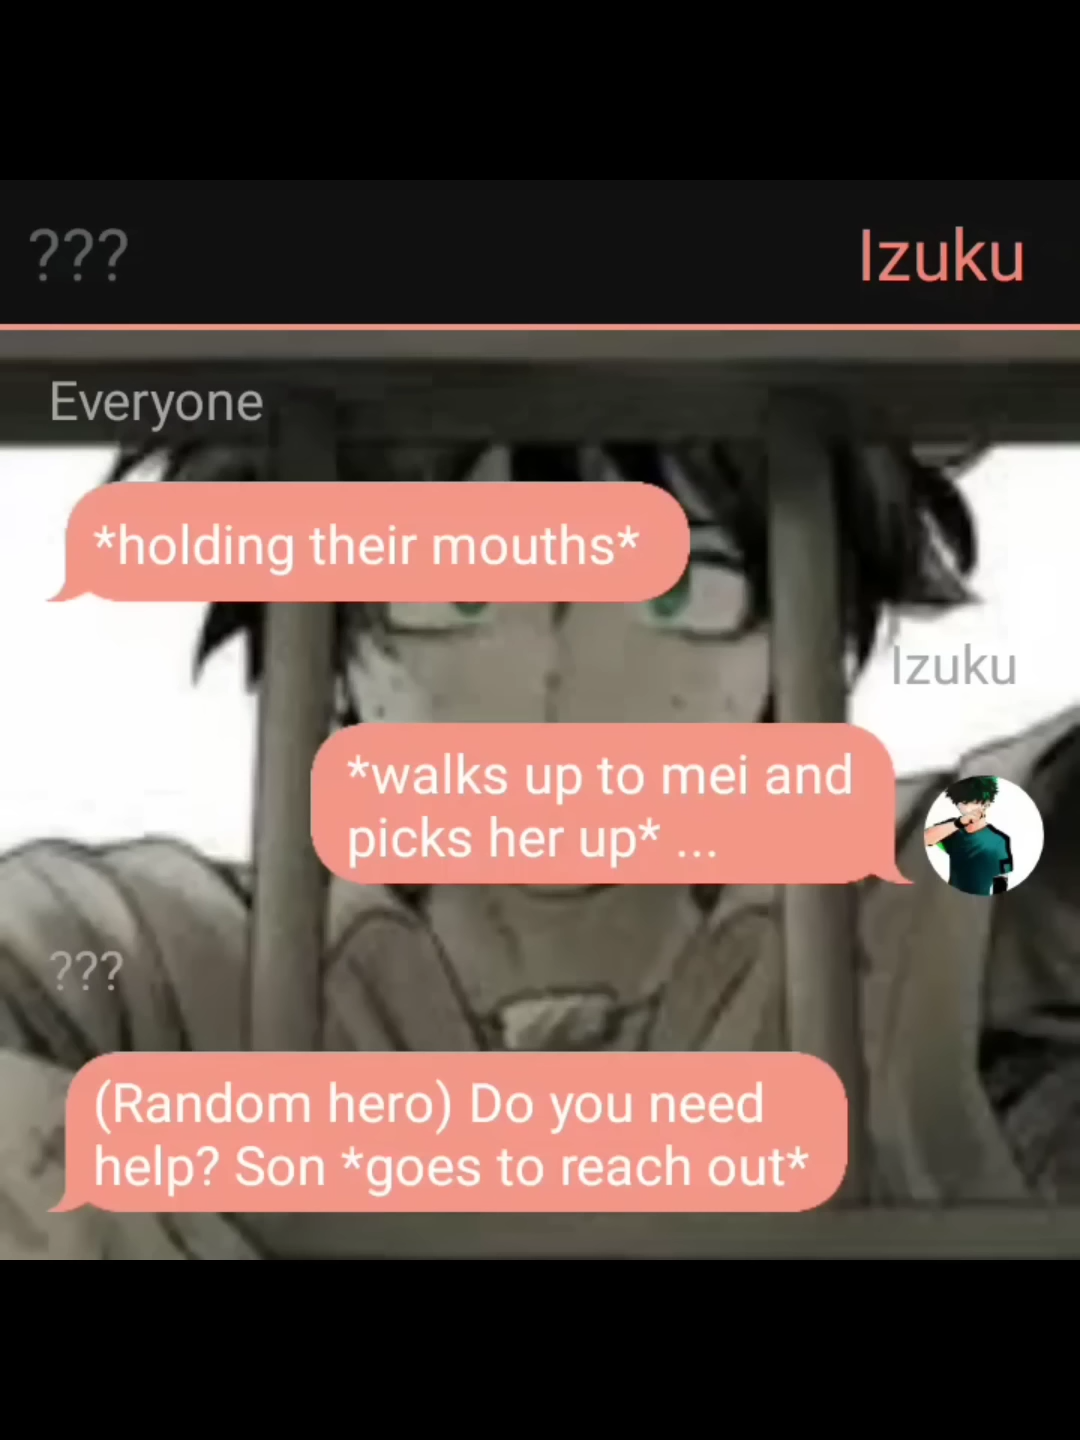 ??? Izuku
Everyone
*holding their mouths*
Izuku
*walks up to mei and
picks her up* ...
???
(Random hero) Do you need
help? Son *goes to reach out*